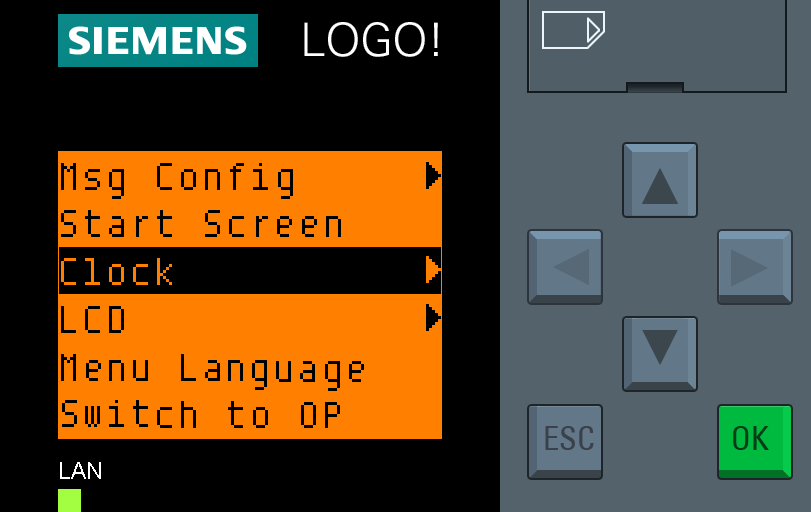 SIEMENS LOGO!
Msg Config
Start Screen
Clock
LCD
Menu Language
Switch to OP
LAN
ESC
OK